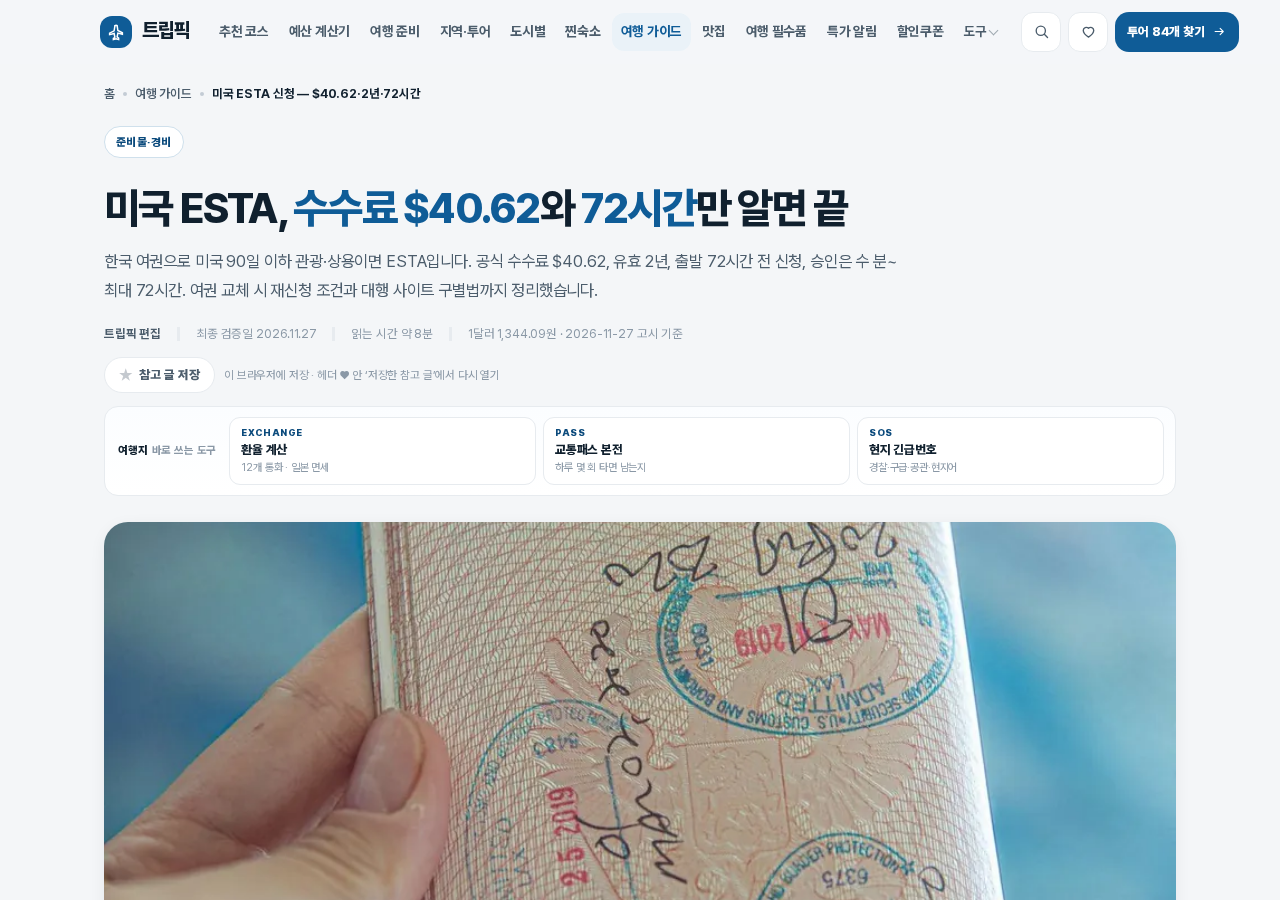 트립픽
추천 코스
예산 계산기
여행 준비
지역·투어
도시별
찐숙소
여행 가이드
맛집
여행 필수품
특가 알림
할인쿠폰
도구
투어 84개 찾기 →
홈 • 여행 가이드 • 미국 ESTA 신청 — $40.62·2년·72시간
준비물·경비
미국 ESTA, 수수료 $40.62와 72시간만 알면 끝
한국 여권으로 미국 90일 이하 관광·상용이면 ESTA입니다. 공식 수수료 $40.62, 유효 2년, 출발 72시간 전 신청, 승인은 수 분~
최대 72시간. 여권 교체 시 재신청 조건과 대행 사이트 구별법까지 정리했습니다.
트립픽 편집 | 최종 검증일 2026.11.27 | 읽는 시간 약 8분 | 1달러 1,344.09원 · 2026-11-27 고시 기준
★ 참고 글 저장
이 브라우저에 저장 · 헤더 ♥ 안 '저장한 참고 글'에서 다시 열기
여행지 바로 쓰는 도구
EXCHANGE
환율 계산
12개 통화 · 일본 면세
PASS
교통패스 본전
하루 몇 회 타면 남는지
SOS
현지 긴급번호
경찰·구급·공관·현지어
MAY 1 2019
6031
ADMITTED
LAX
U.S. CUSTOMS AND BORDER PROTECTION
8483
25 2019
6375